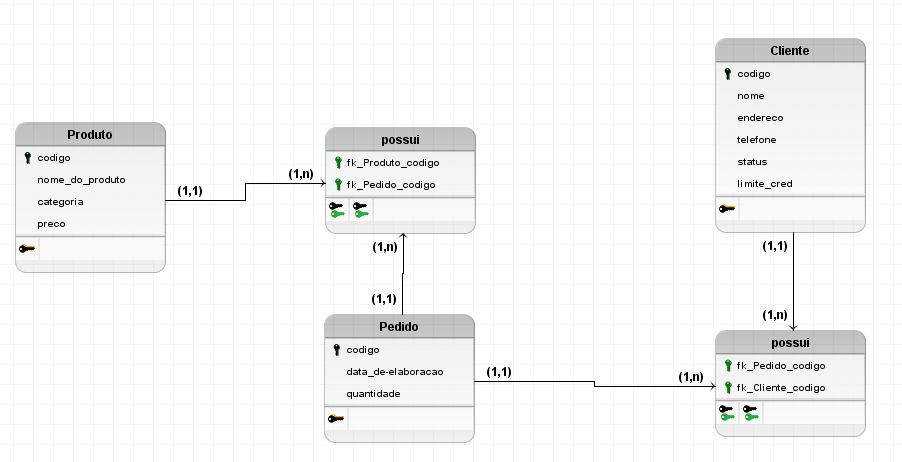 Cliente
codigo
nome
endereco
telefone
status
limite_cred
Produto
codigo
nome_do_produto
categoria
preco
possui
fk_Produto_codigo
fk_Pedido_codigo
(1,1)
(1,n)
(1,n)
(1,1)
(1,1)
(1,n)
Pedido
codigo
data_de-elaboracao
quantidade
(1,1)
(1,n)
possui
fk_Pedido_codigo
fk_Cliente_codigo